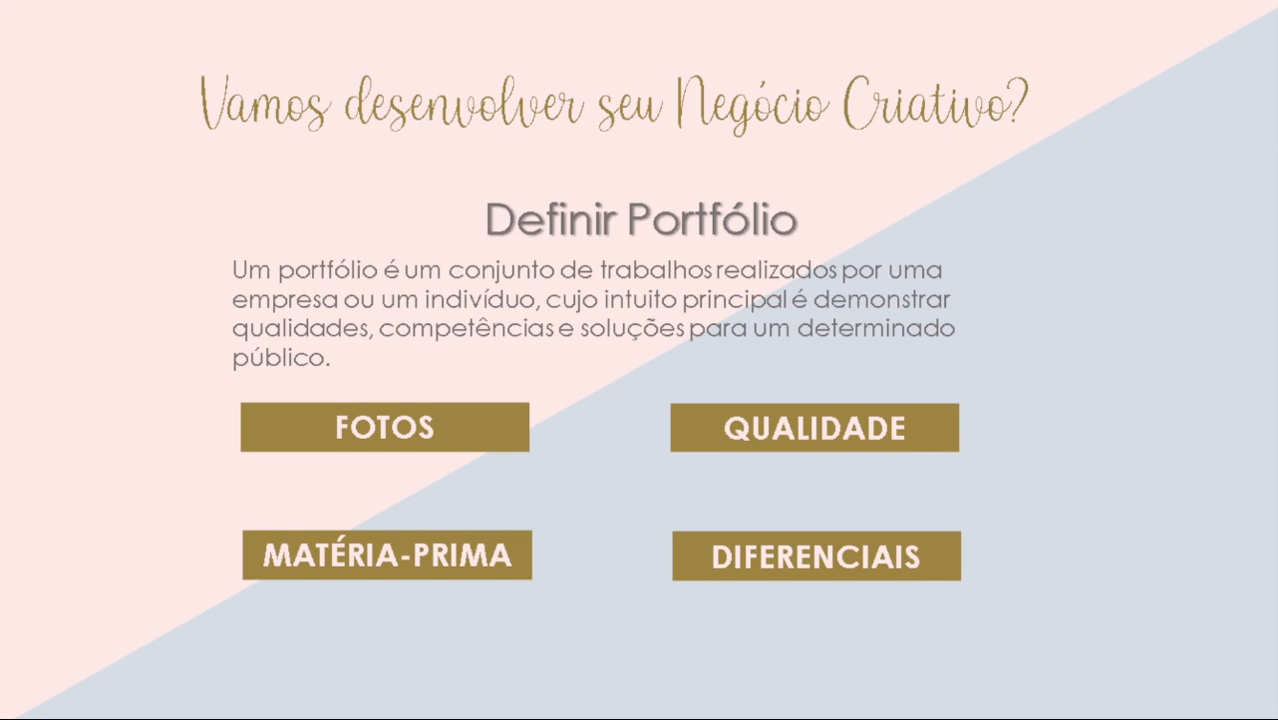 Vamos desenvolver seu Negócio Criativo?
Definir Portfólio
Um portfólio é um conjunto de trabalhos realizados por uma
empresa ou um indivíduo, cujo intuito principal é demonstrar
qualidades, competências e soluções para um determinado
público.
FOTOS
QUALIDADE
MATÉRIA-PRIMA
DIFERENCIAIS